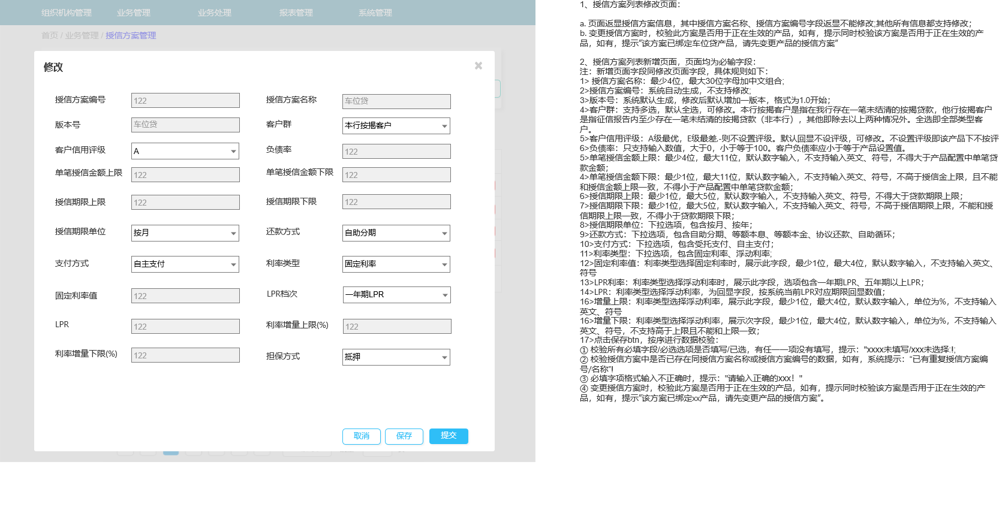 组织机构管理 业务管理 业务处理 报表管理 系统管理
首页 / 业务管理 / 授信方案管理
修改
授信方案编号 122 授信方案名称 车位贷
版本号 车位贷 客户群 本行按揭客户
客户信用评级 A 负债率 122
单笔授信金额上限 122 单笔授信金额下限 122
授信期限上限 122 授信期限下限 122
授信期限单位 按月 还款方式 自助分期
支付方式 自主支付 利率类型 固定利率
固定利率值 122 LPR档次 一年期LPR
LPR 122 利率增量上限(%) 122
利率增量下限(%) 122 担保方式 抵押
取消 保存 提交
1、授信方案列表修改页面：
a. 页面返显授信方案信息，其中授信方案名称、授信方案编号字段返显不能修改;其他所有信息都支持修改；
b. 变更授信方案时，校验此方案是否用于正在生效的产品，如有，提示同时校验该方案是否用于正在生效的产
品，如有，提示”该方案已绑定车位贷产品，请先变更产品的授信方案”
2、授信方案列表新增页面，页面均为必输字段：
注：新增页面字段同修改页面字段，具体规则如下：
1> 授信方案名称：最少4位，最大30位字母加中文组合;
2>授信方案编号：系统自动生成，不支持修改;
3>版本号：系统默认生成，修改后默认增加一版本，格式为1.0开始；
4>客户群：支持多选，默认全选，可修改。本行按揭客户是指在我行存在一笔未结清的按揭贷款，他行按揭客户
是指征信报告内至少存在一笔未结清的按揭贷款（非本行），其他即除去以上两种情况外。全选即全部类型客
户。
5>客户信用评级：A级最优，E级最差,-则不设置评级。默认回显不设评级，可修改。不设置评级即该产品下不按评
6>负债率：只支持输入数值，大于0，小于等于100。客户负债率应小于等于产品设置值。
5>单笔授信金额上限：最少4位，最大11位，默认数字输入，不支持输入英文、符号，不得大于产品配置中单笔贷
款金额；
4>单笔授信金额下限：最少1位，最大11位，默认数字输入，不支持输入英文、符号，不高于授信金上限，且不能
和授信金额上限一致，不得小于产品配置中单笔贷款金额；
6>授信期限上限：最少1位，最大5位，默认数字输入，不支持输入英文、符号，不得大于贷款期限上限；
7>授信期限下限：最少1位，最大5位，默认数字输入，不支持输入英文、符号，不高于授信期限上限，不能和授
信期限上限一致，不得小于贷款期限下限；
8>授信期限单位：下拉选项，包含按月、按年；
9>还款方式：下拉选项，包含自助分期、等额本息、等额本金、协议还款、自助循环；
10>支付方式：下拉选项，包含受托支付、自主支付；
11>利率类型：下拉选项，包含固定利率、浮动利率;
12>固定利率值：利率类型选择固定利率时，展示此字段，最少1位，最大4位，默认数字输入，不支持输入英文、
符号
13>LPR利率：利率类型选择浮动利率时，展示此字段，选项包含一年期LPR、五年期以上LPR；
14>LPR：利率类型选择浮动利率，为回显字段，按系统当前LPR对应期限回显数值；
16>增量上限：利率类型选择浮动利率，展示此字段，最少1位，最大4位，默认数字输入，单位为%，不支持输入
英文、符号
16>增量下限：利率类型选择浮动利率，展示次字段，最少1位，最大4位，默认数字输入，单位为%，不支持输入
英文、符号，不支持高于上限且不能和上限一致；
17>点击保存btn，按序进行数据校验：
① 校验所有必填字段/必选选项是否填写/已选，有任一一项没有填写，提示："xxxx未填写/xxx未选择:!;
② 校验授信方案中是否已存在同授信方案名称或授信方案编号的数据，如有，系统提示：“已有重复授信方案编
号/名称”!
③ 必填字项格式输入不正确时，提示："请输入正确的xxx！"
④ 变更授信方案时，校验此方案是否用于正在生效的产品，如有，提示同时校验该方案是否用于正在生效的产
品，如有，提示”该方案已绑定xx产品，请先变更产品的授信方案”。